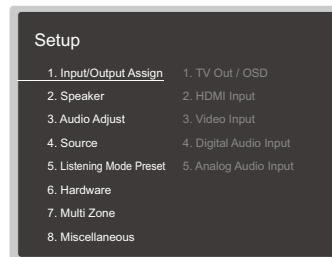 Setup
1. Input/Output Assign
2. Speaker
3. Audio Adjust
4. Source
5. Listening Mode Preset
6. Hardware
7. Multi Zone
8. Miscellaneous
1. TV Out / OSD
2. HDMI Input
3. Video Input
4. Digital Audio Input
5. Analog Audio Input